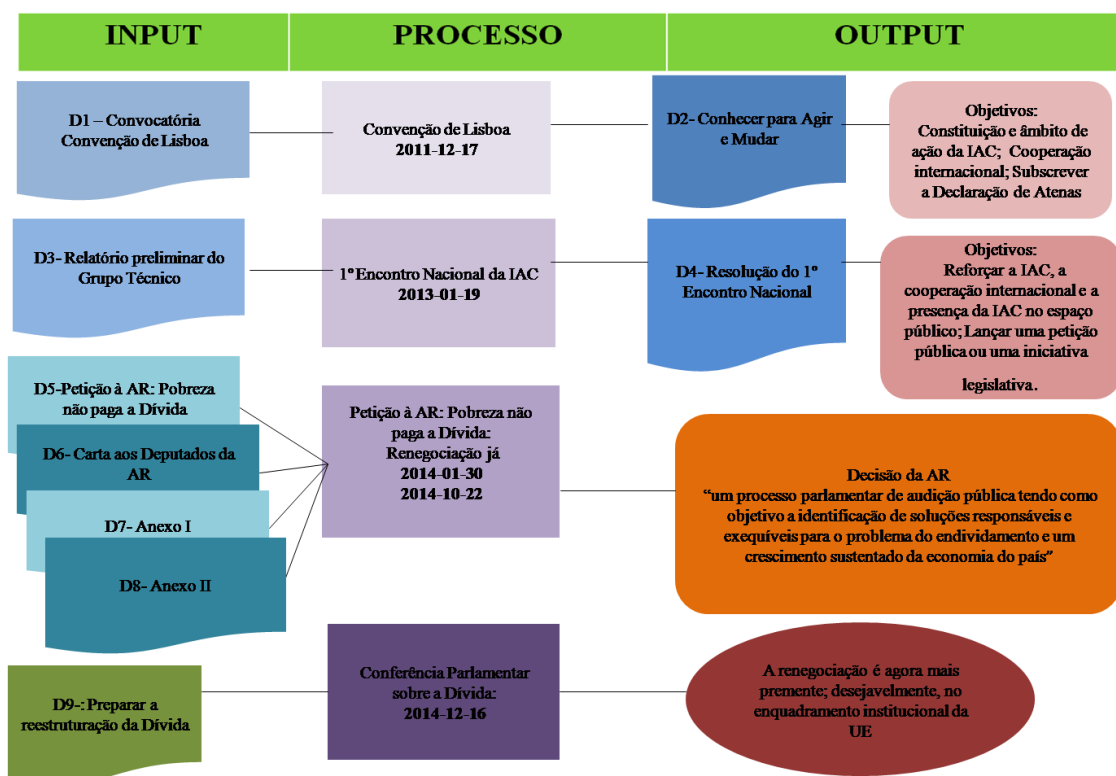 INPUT
PROCESSO
OUTPUT
D1 – Convocatória
Convenção de Lisboa
Convenção de Lisboa
2011-12-17
D2- Conhecer para Agir
e Mudar
Objetivos:
Constituição e âmbito de
ação da IAC; Cooperação
internacional; Subscrever
a Declaração de Atenas
D3- Relatório preliminar do
Grupo Técnico
1º Encontro Nacional da IAC
2013-01-19
D4- Resolução do 1º
Encontro Nacional
Objetivos:
Reforçar a IAC, a
cooperação internacional e a
presença da IAC no espaço
público; Lançar uma petição
pública ou uma iniciativa
legislativa.
D5-Petição à AR: Pobreza
não paga a Dívida
D6- Carta aos Deputados da
AR
D7- Anexo I
D8- Anexo II
Petição à AR: Pobreza não
paga a Dívida:
Renegociação já
2014-01-30
2014-10-22
Decisão da AR
“um processo parlamentar de audição pública tendo como
objetivo a identificação de soluções responsáveis e
exequíveis para o problema do endividamento e um
crescimento sustentado da economia do país”
D9-: Preparar a
reestruturação da Dívida
Conferência Parlamentar
sobre a Dívida:
2014-12-16
A renegociação é agora mais
premente; desejavelmente, no
enquadramento institucional da
UE